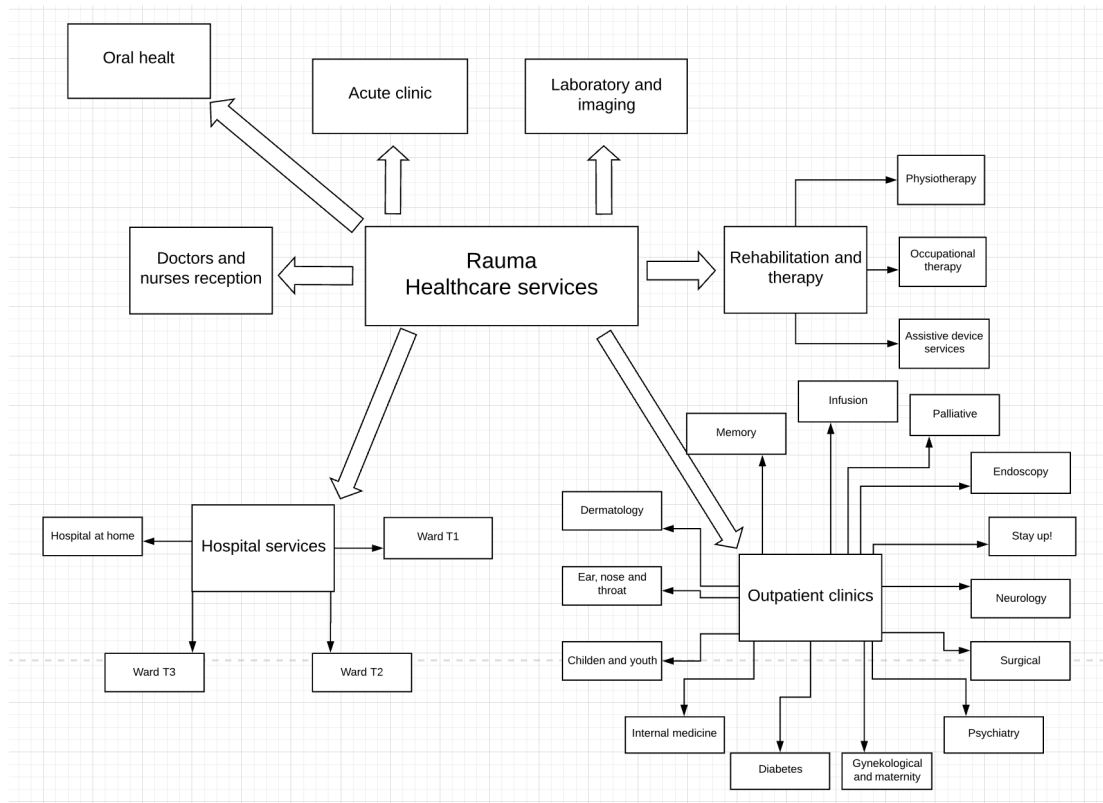 Oral healt
Acute clinic
Laboratory and
imaging
Physiotherapy
Doctors and
nurses reception
Rauma
Healthcare services
Rehabilitation and
therapy
Occupational
therapy
Assistive device
services
Memory
Infusion
Palliative
Endoscopy
Dermatology
Stay up!
Hospital at home
Hospital services
Ward T1
Ear, nose and
throat
Outpatient clinics
Neurology
Ward T3
Ward T2
Childen and youth
Surgical
Internal medicine
Diabetes
Gynekological
and maternity
Psychiatry